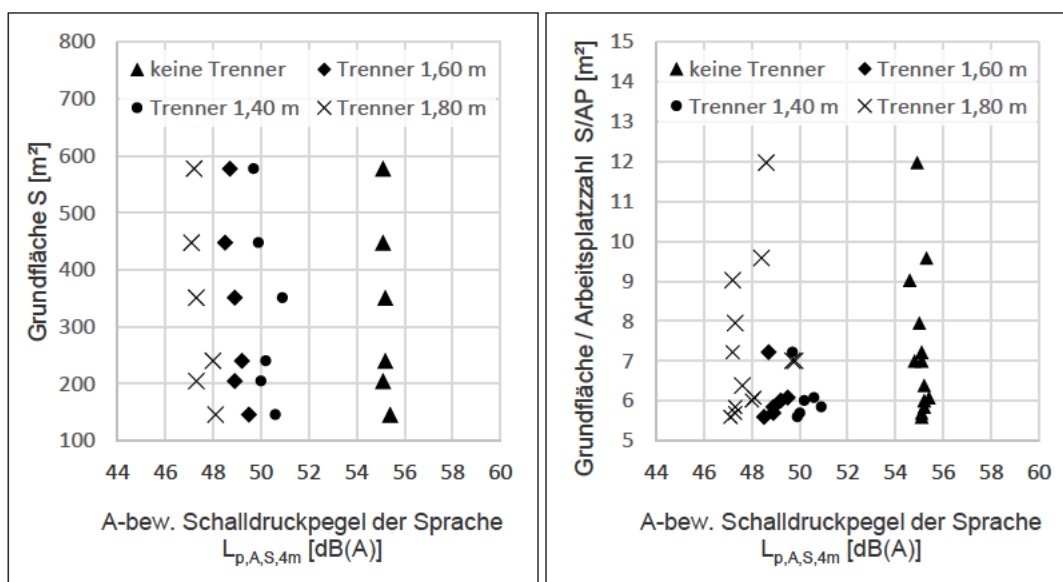 800
700
600
500
400
300
200
100
▲ keine Trenner ◆ Trenner 1,60 m
● Trenner 1,40 m × Trenner 1,80 m
Grundfläche S [m²]
44 46 48 50 52 54 56 58 60
A-bew. Schalldruckpegel der Sprache
Lp,A,S,4m [dB(A)]
15
14
13
12
11
10
9
8
7
6
5
▲ keine Trenner ◆ Trenner 1,60 m
● Trenner 1,40 m × Trenner 1,80 m
Grundfläche / Arbeitsplatzzahl S/AP [m²]
44 46 48 50 52 54 56 58 60
A-bew. Schalldruckpegel der Sprache
Lp,A,S,4m [dB(A)]